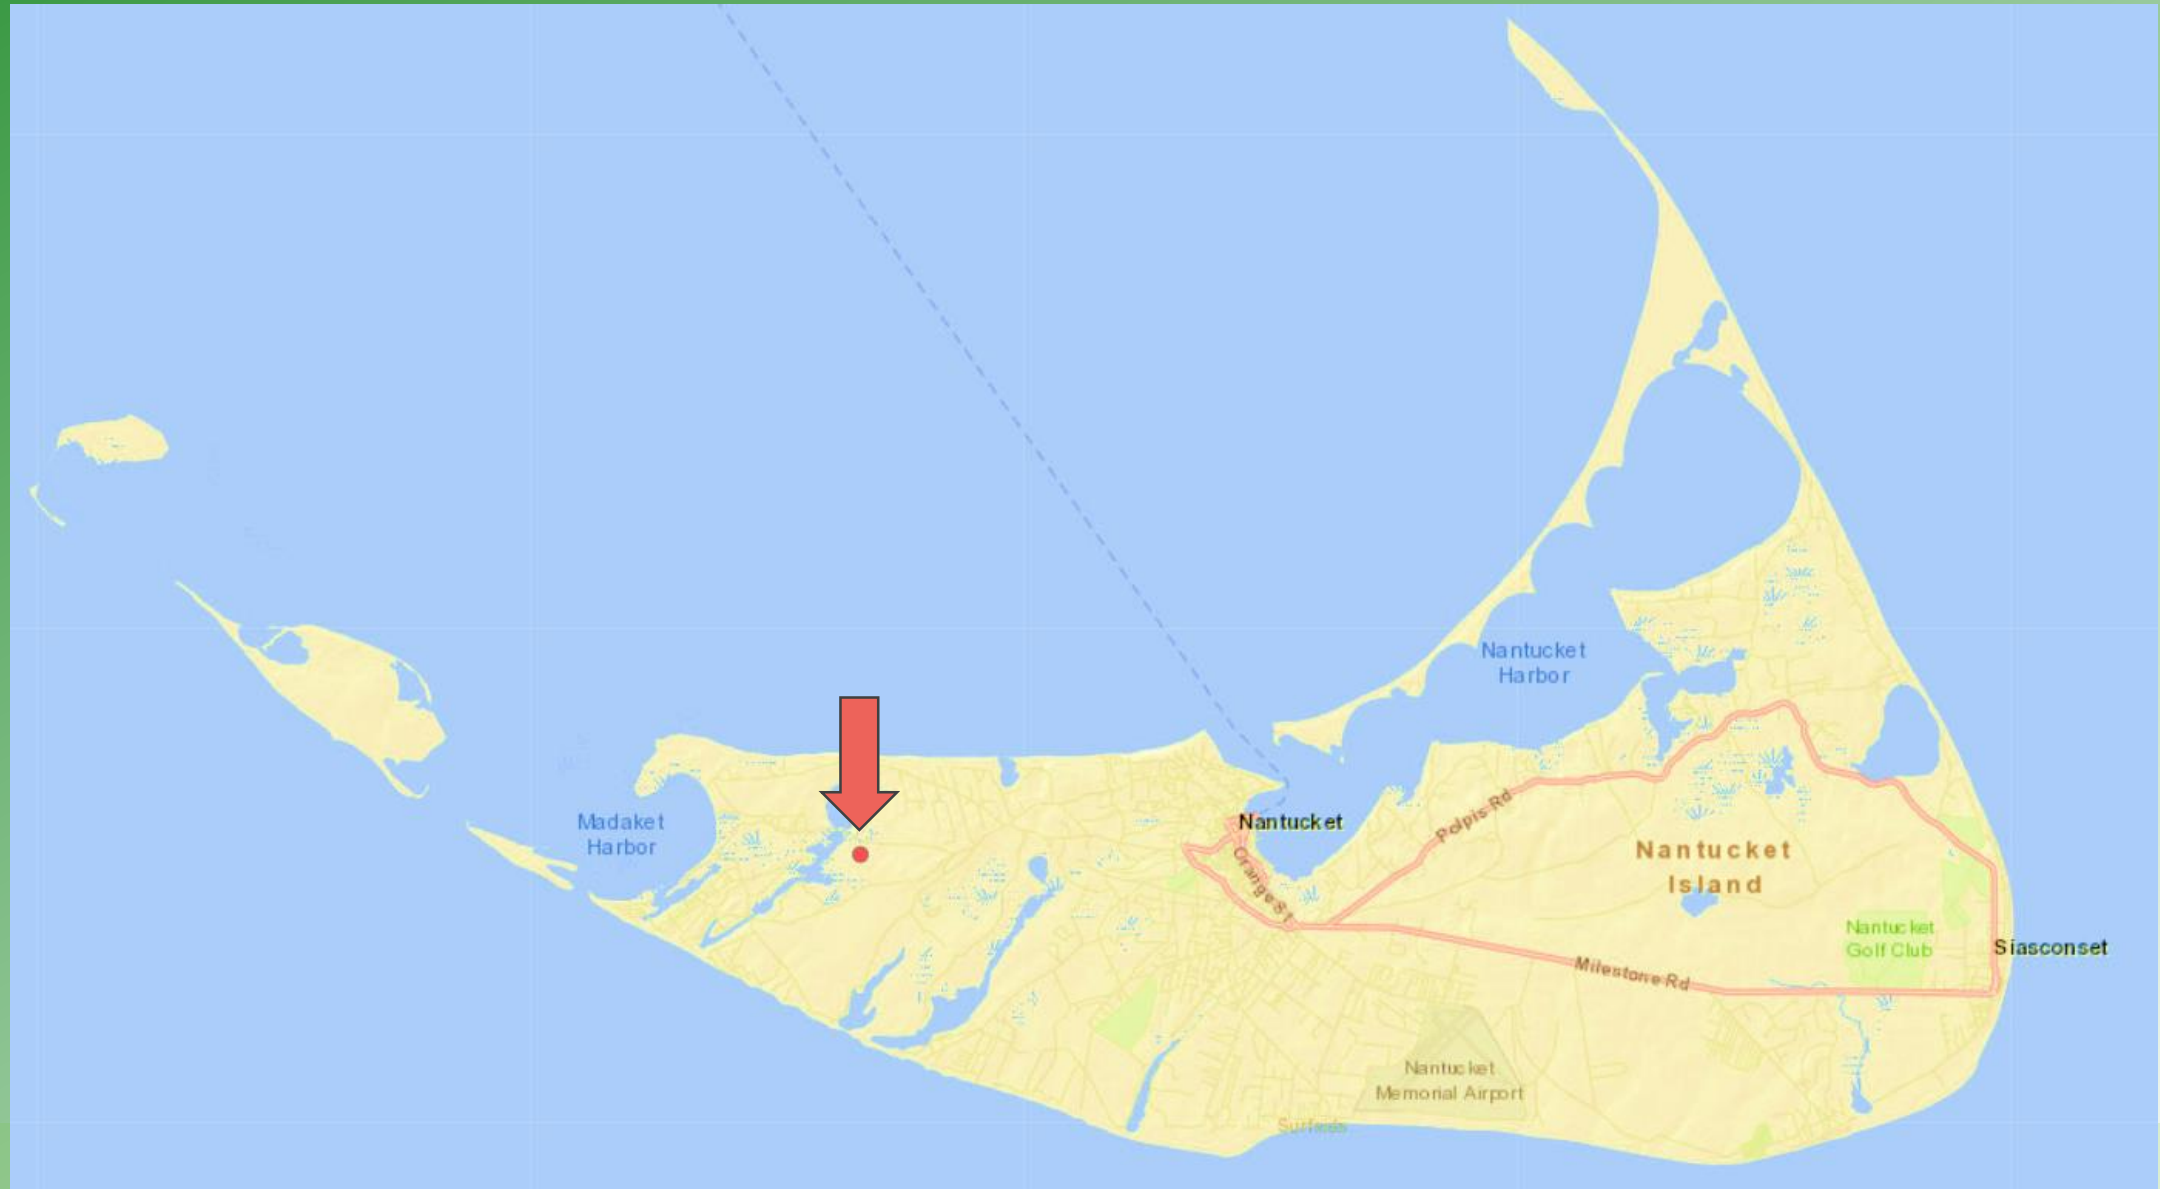 Nantucket
Harbor
Madaket
Harbor
Nantucket
Polpis Rd
Orange St
Nantucket
Island
Nantucket
Golf Club
Siasconset
Milestone Rd
Nantucket
Memorial Airport
Surfside